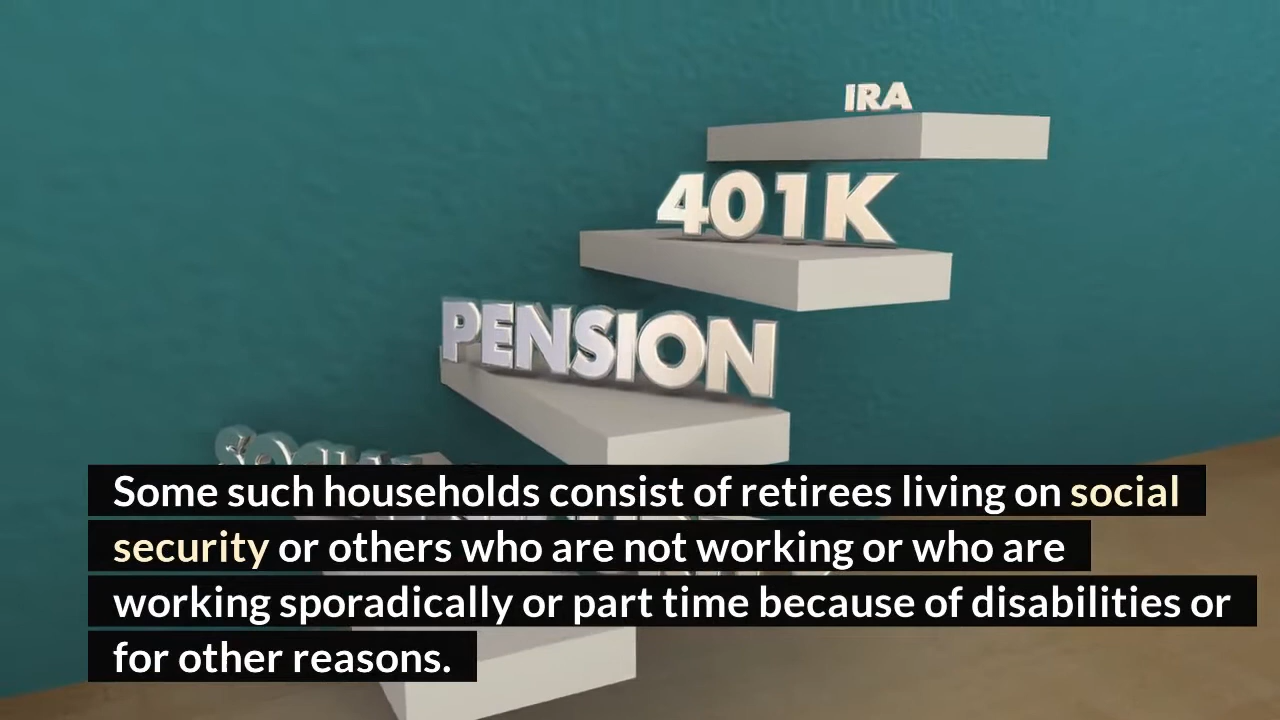 IRA
401K
PENSION
SOCIAL
Some such households consist of retirees living on social
security or others who are not working or who are
working sporadically or part time because of disabilities or
for other reasons.